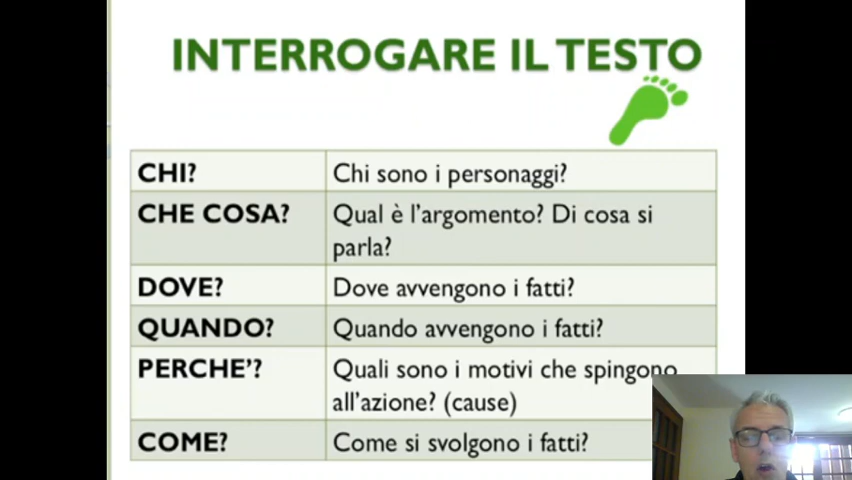 INTERROGARE IL TESTO
CHI? Chi sono i personaggi?
CHE COSA? Qual è l'argomento? Di cosa si
parla?
DOVE? Dove avvengono i fatti?
QUANDO? Quando avvengono i fatti?
PERCHE'? Quali sono i motivi che spingono
all'azione? (cause)
COME? Come si svolgono i fatti?